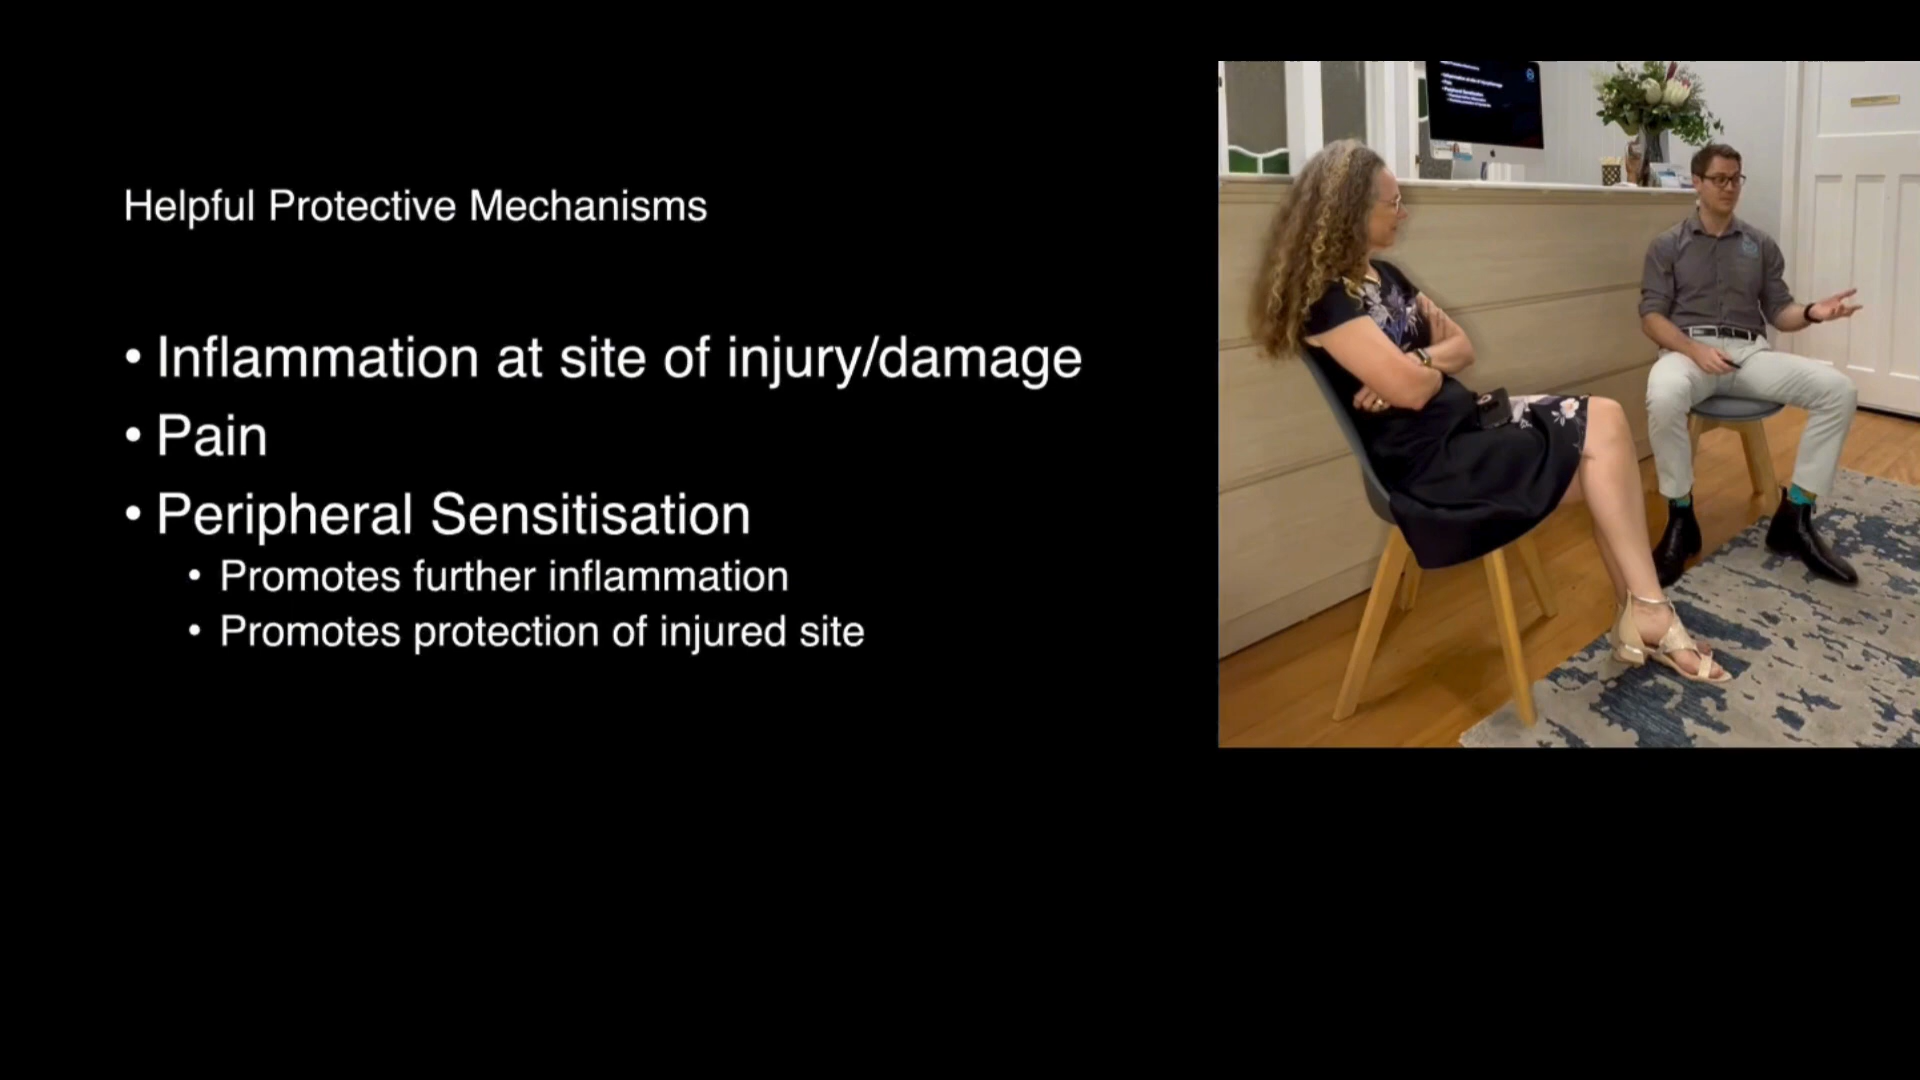 Helpful Protective Mechanisms
• Inflammation at site of injury/damage
• Pain
• Peripheral Sensitisation
• Promotes further inflammation
• Promotes protection of injured site